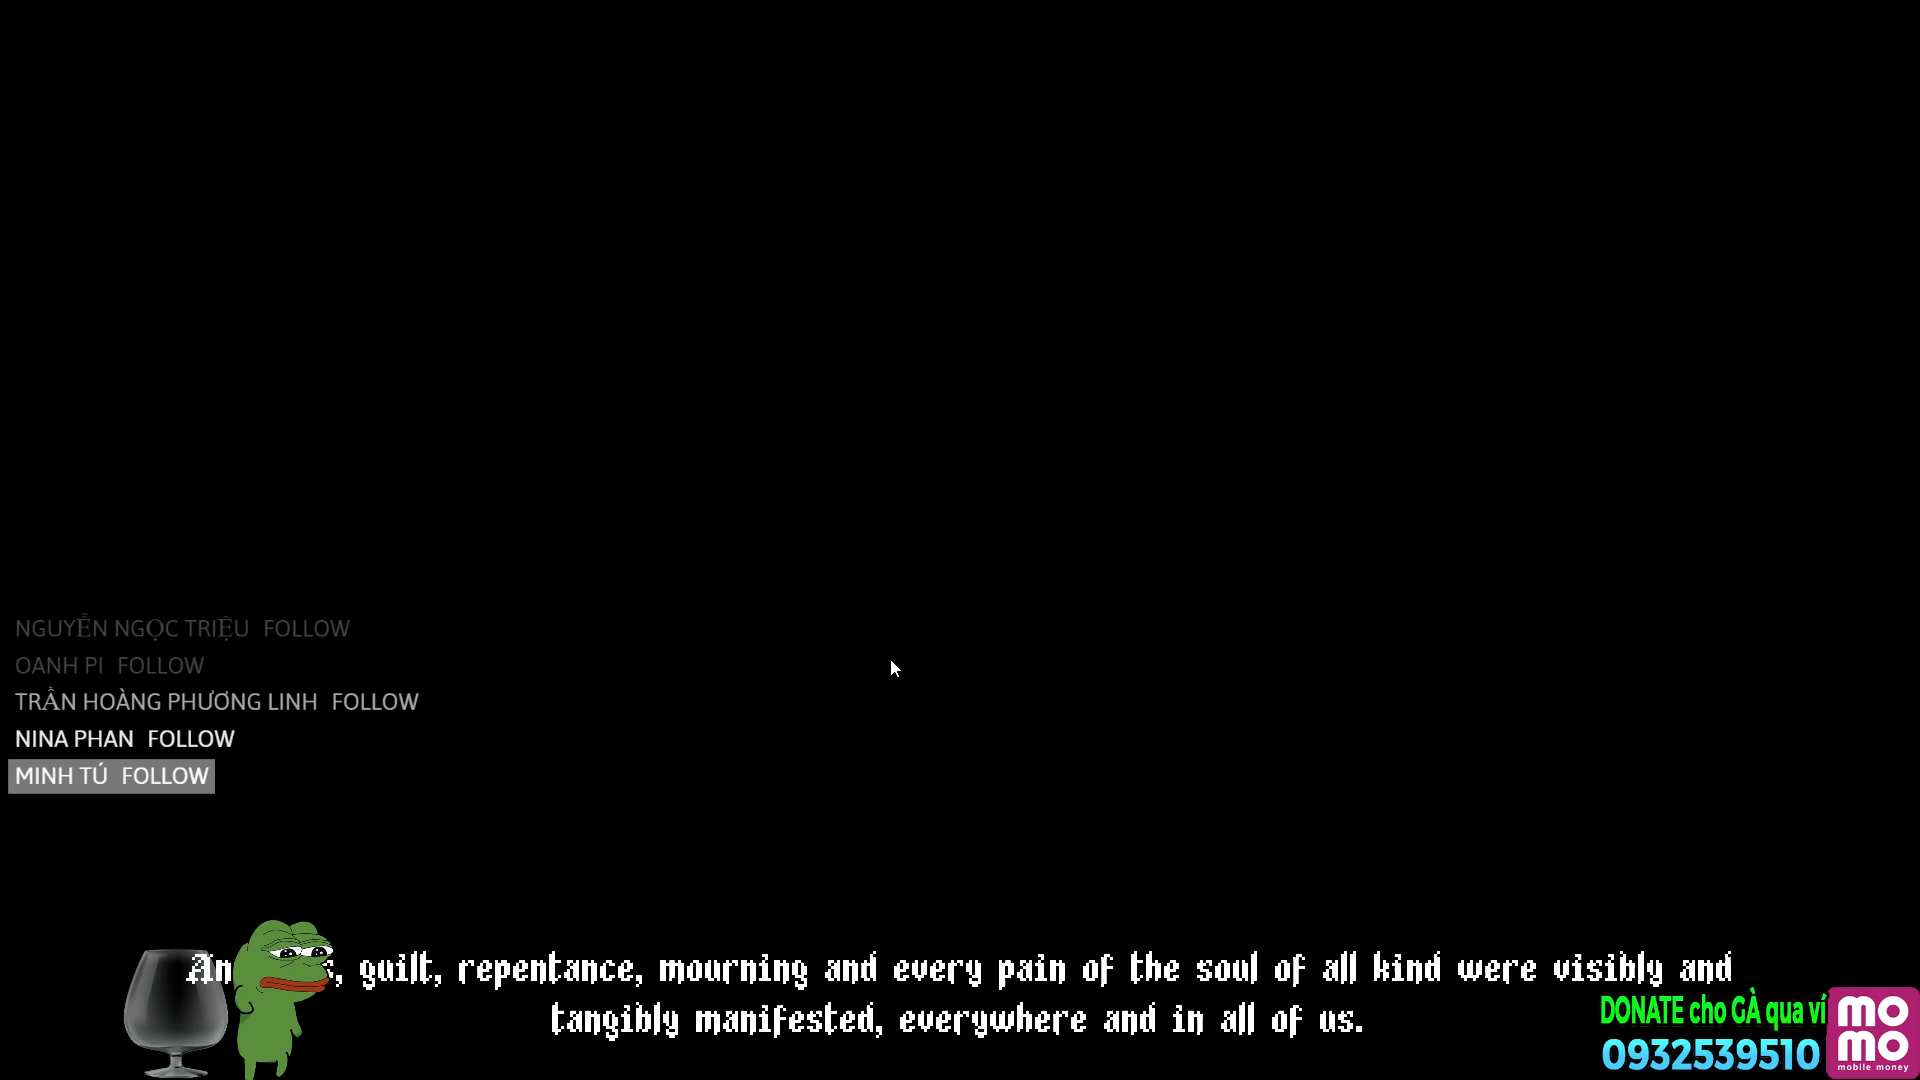 NGUYỄN NGỌC TRIỆU FOLLOW
OANH PI FOLLOW
TRẦN HOÀNG PHƯƠNG LINH FOLLOW
NINA PHAN FOLLOW
MINH TÚ FOLLOW
guilt, repentance, mourning and every pain of the soul of all kind were visibly and
tangibly manifested, everywhere and in all of us.
DONATE cho GÀ qua ví
0932539510
mo
mo
mobile money